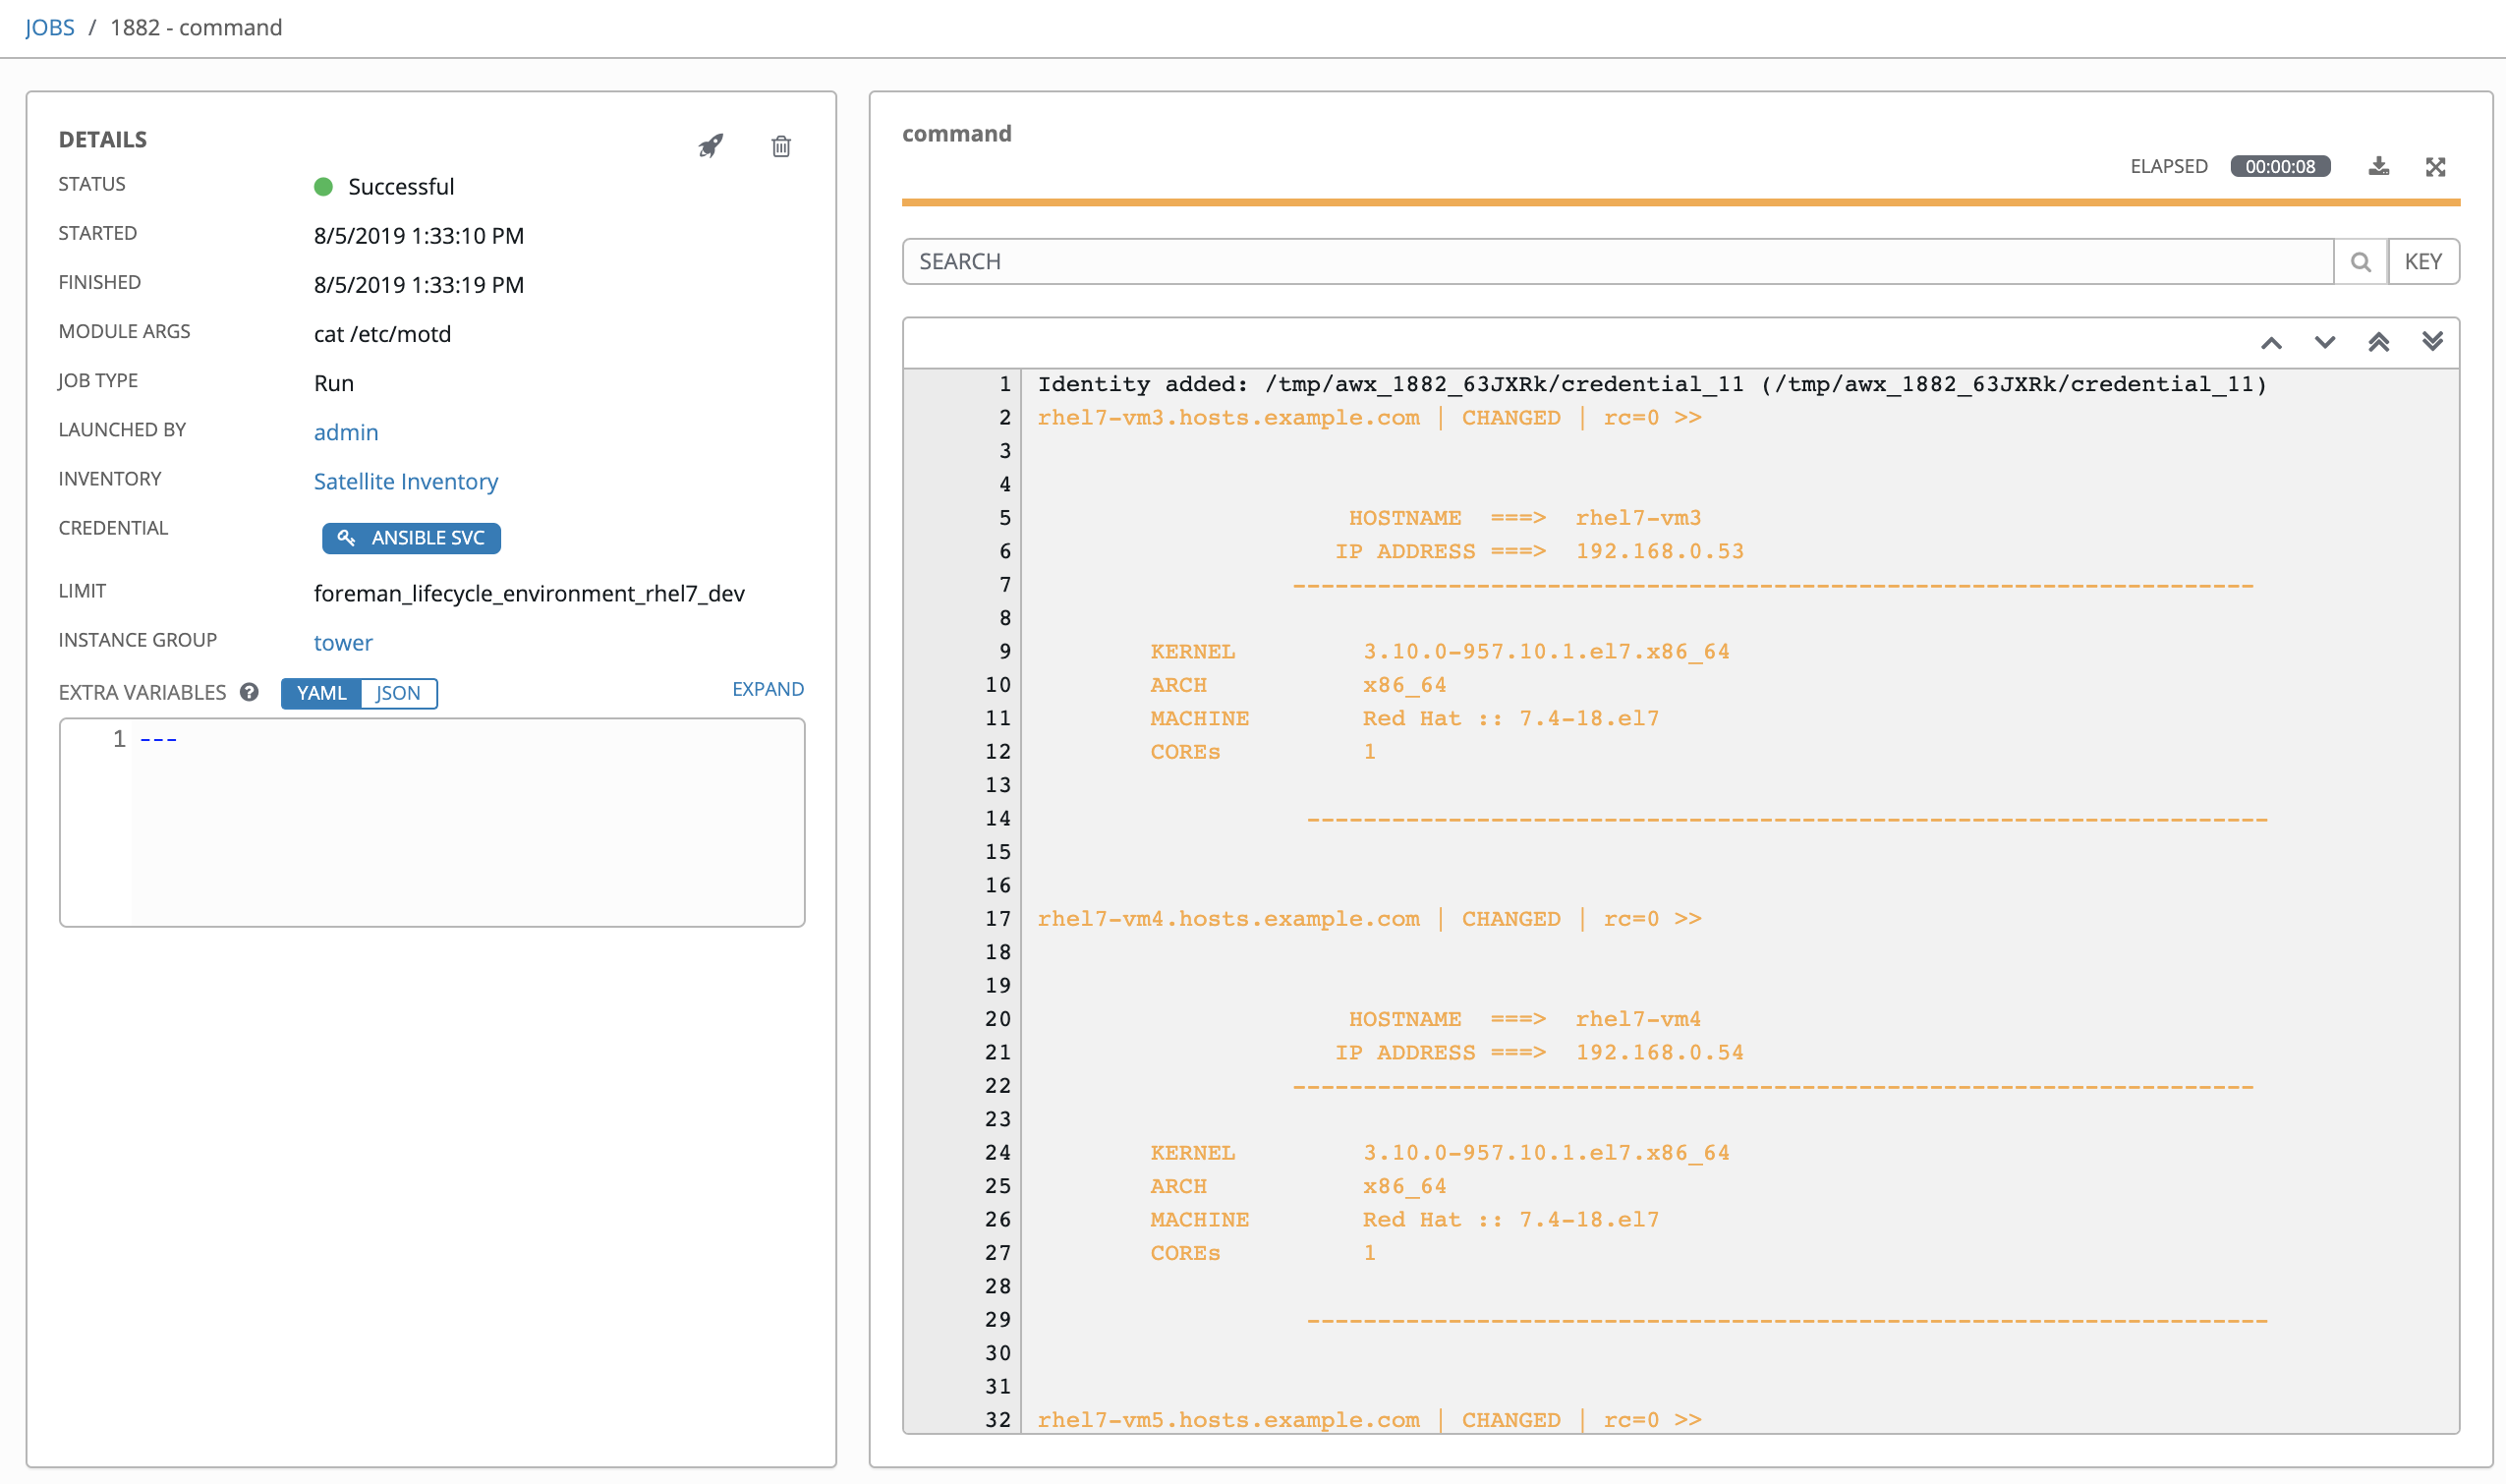 JOBS / 1882 - command
DETAILS
STATUS Successful
STARTED 8/5/2019 1:33:10 PM
FINISHED 8/5/2019 1:33:19 PM
MODULE ARGS cat /etc/motd
JOB TYPE Run
LAUNCHED BY admin
INVENTORY Satellite Inventory
CREDENTIAL ANSIBLE SVC
LIMIT foreman_lifecycle_environment_rhel7_dev
INSTANCE GROUP tower
EXTRA VARIABLES ? YAML JSON EXPAND
1 ---
command
ELAPSED 00:00:08
SEARCH KEY
1 Identity added: /tmp/awx_1882_63JXRk/credential_11 (/tmp/awx_1882_63JXRk/credential_11)
2 rhel7-vm3.hosts.example.com | CHANGED | rc=0 >>
3
4
5 HOSTNAME ===> rhel7-vm3
6 IP ADDRESS ===> 192.168.0.53
7 --------------------------------------------------------------------
8
9 KERNEL 3.10.0-957.10.1.el7.x86_64
10 ARCH x86_64
11 MACHINE Red Hat :: 7.4-18.el7
12 COREs 1
13
14 --------------------------------------------------------------------
15
16
17 rhel7-vm4.hosts.example.com | CHANGED | rc=0 >>
18
19
20 HOSTNAME ===> rhel7-vm4
21 IP ADDRESS ===> 192.168.0.54
22 --------------------------------------------------------------------
23
24 KERNEL 3.10.0-957.10.1.el7.x86_64
25 ARCH x86_64
26 MACHINE Red Hat :: 7.4-18.el7
27 COREs 1
28
29 --------------------------------------------------------------------
30
31
32 rhel7-vm5.hosts.example.com | CHANGED | rc=0 >>